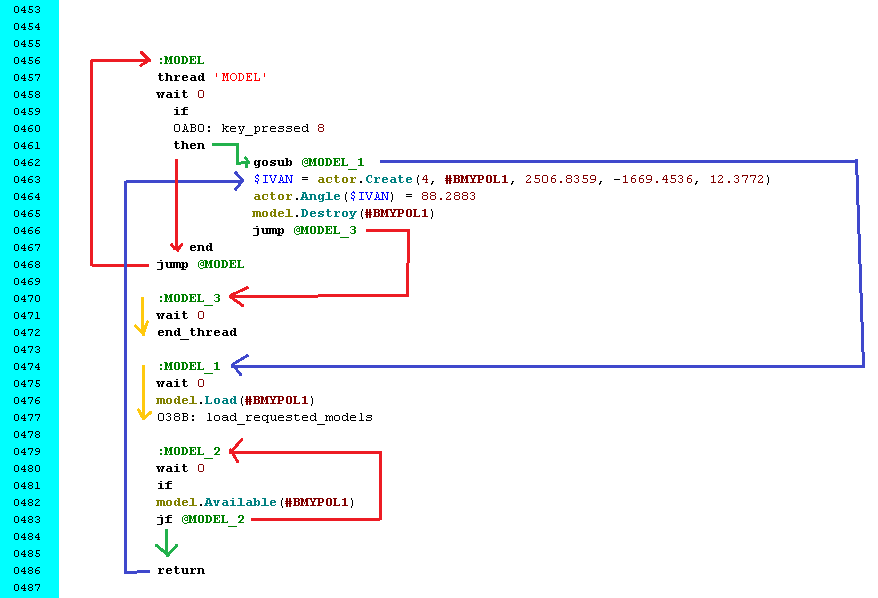 0453
0454
0455
0456 :MODEL
0457 thread 'MODEL'
0458 wait 0
0459 if
0460 0AB0: key_pressed 8
0461 then
0462 gosub @MODEL_1
0463 $IVAN = actor.Create(4, #BMYPOL1, 2506.8359, -1669.4536, 12.3772)
0464 actor.Angle($IVAN) = 88.2883
0465 model.Destroy(#BMYPOL1)
0466 jump @MODEL_3
0467 end
0468 jump @MODEL
0469
0470 :MODEL_3
0471 wait 0
0472 end_thread
0473
0474 :MODEL_1
0475 wait 0
0476 model.Load(#BMYPOL1)
0477 038B: load_requested_models
0478
0479 :MODEL_2
0480 wait 0
0481 if
0482 model.Available(#BMYPOL1)
0483 jf @MODEL_2
0484
0485
0486 return
0487